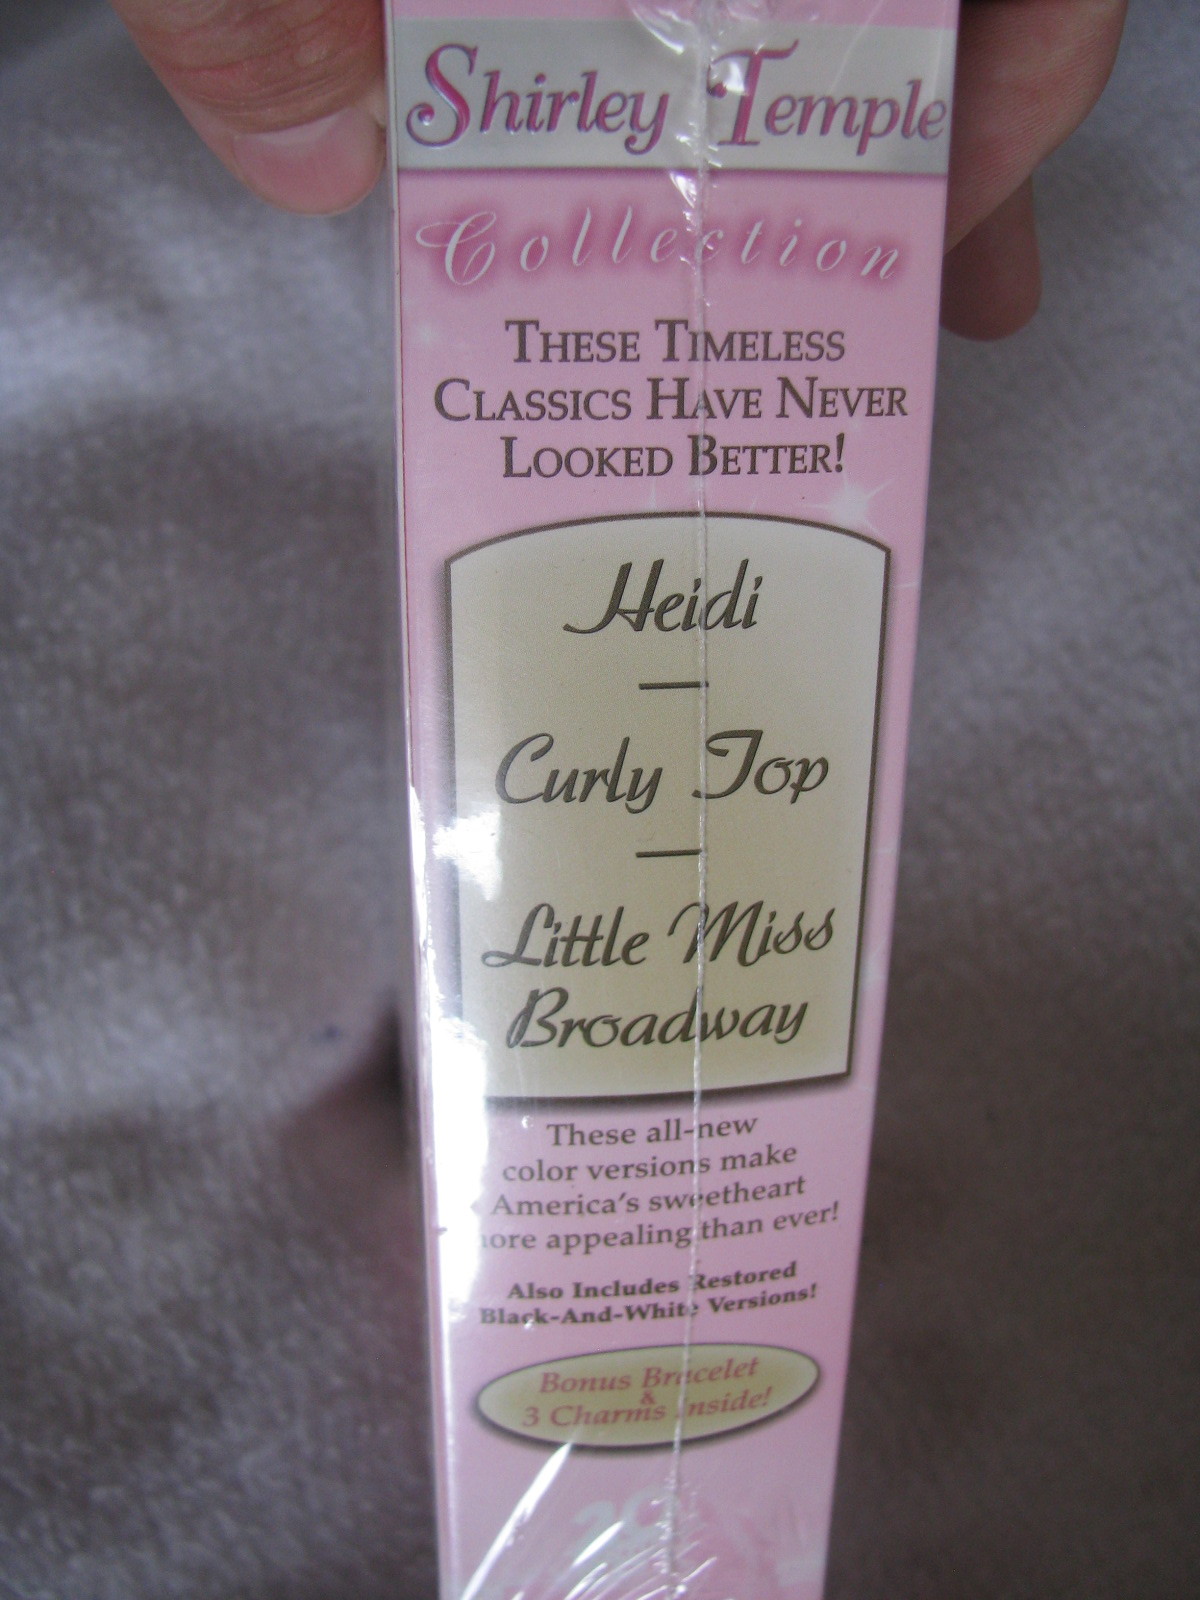 Shirley Temple
Collection
THESE TIMELESS
CLASSICS HAVE NEVER
LOOKED BETTER!
Heidi
—
Curly Top
—
Little Miss
Broadway
These all-new
color versions make
America's sweetheart
more appealing than ever!
Also Includes Restored
Black-And-White Versions!
Bonus Bracelet
&
3 Charms Inside!